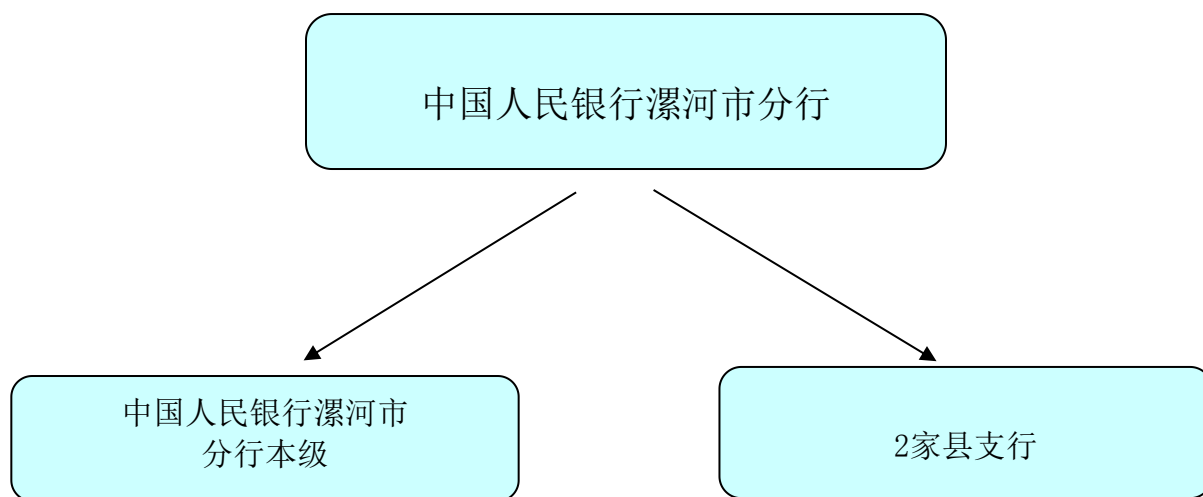 中国人民银行漯河市分行
中国人民银行漯河市
分行本级
2家县支行